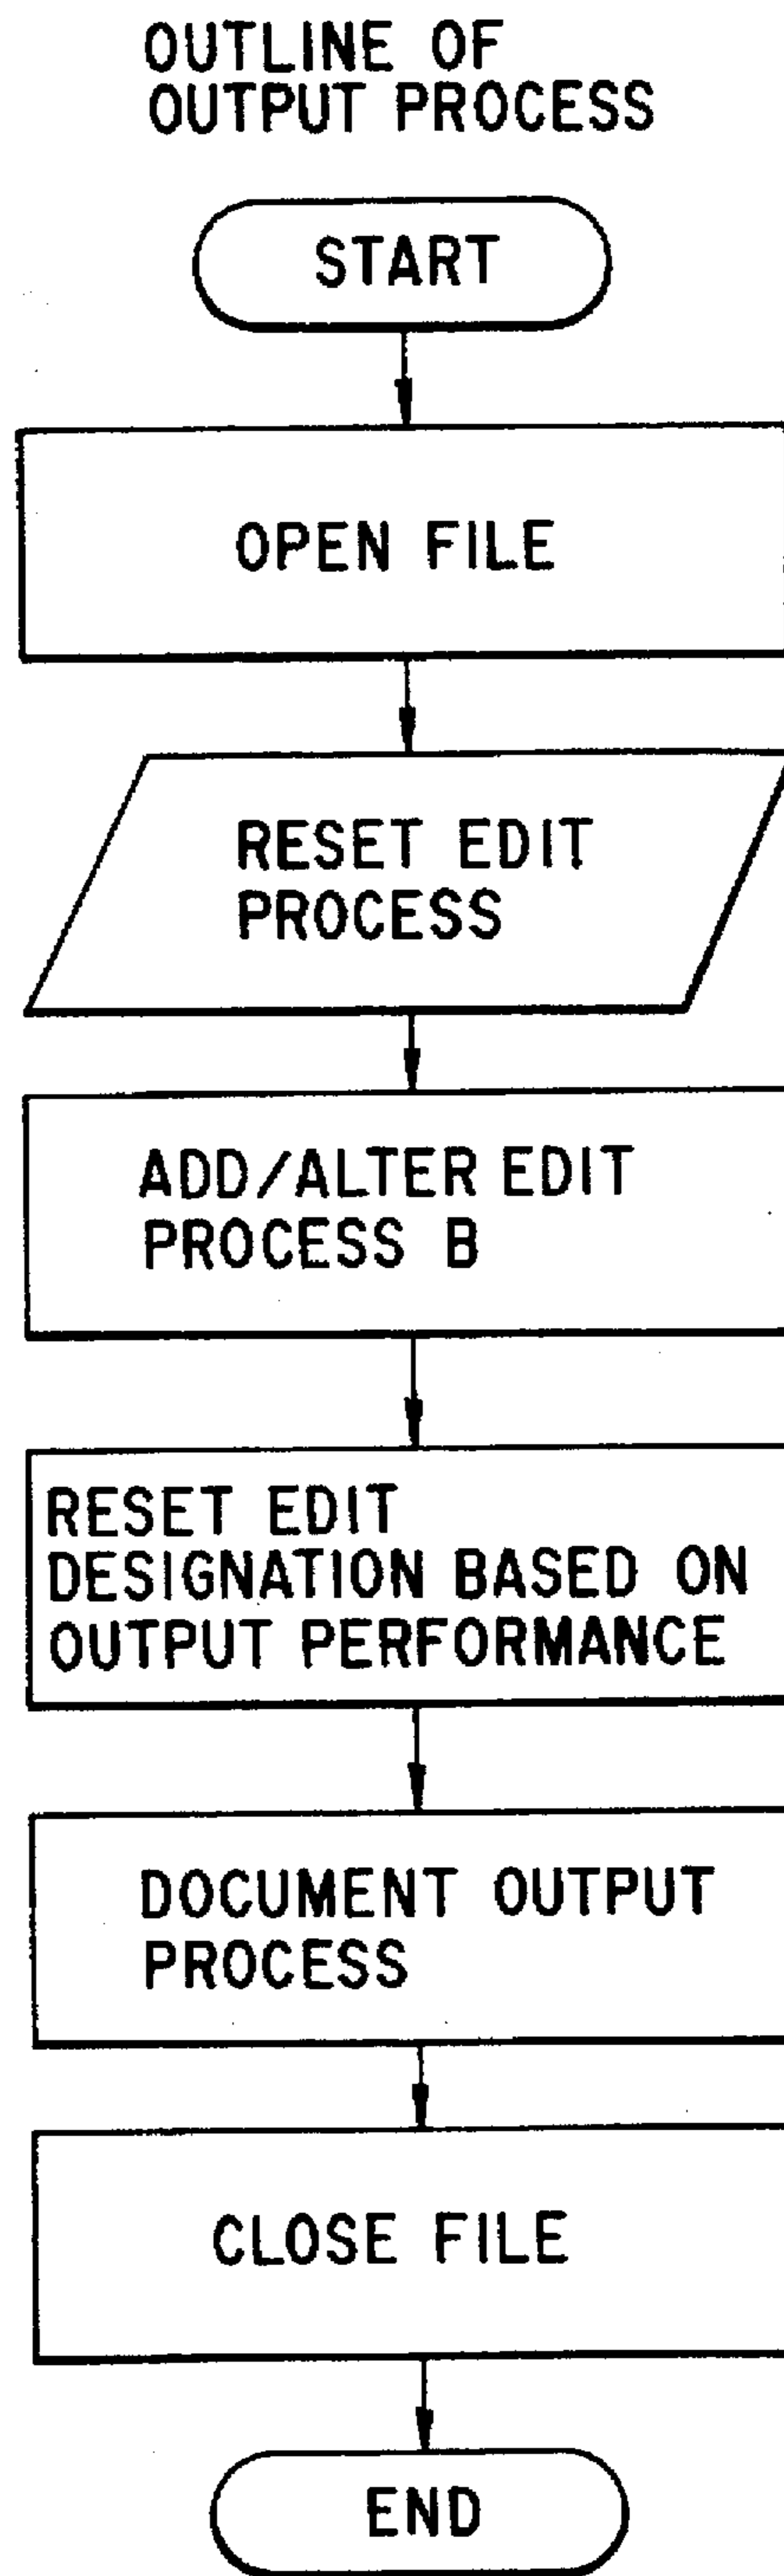 OUTLINE OF
OUTPUT PROCESS
START
OPEN FILE
RESET EDIT
PROCESS
ADD/ALTER EDIT
PROCESS B
RESET EDIT
DESIGNATION BASED ON
OUTPUT PERFORMANCE
DOCUMENT OUTPUT
PROCESS
CLOSE FILE
END